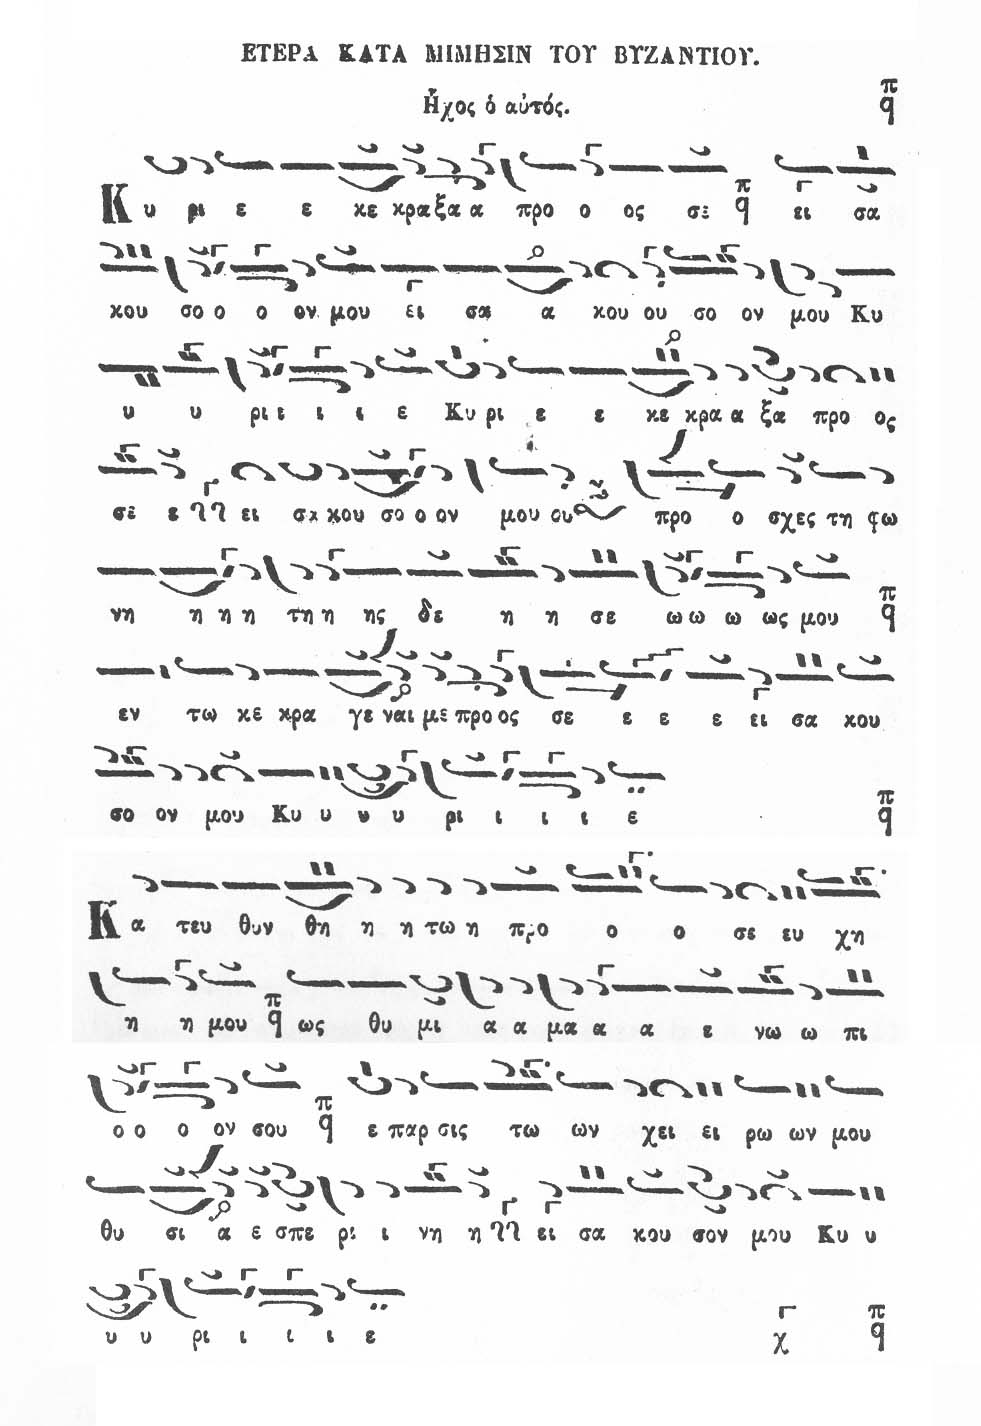 ΕΤΕΡΑ ΚΑΤΑ ΜΙΜΗΣΙΝ ΤΟΥ ΒΥΖΑΝΤΙΟΥ.
Ἦχος ὁ αὐτός. π q
Κ υ ρι ε ε κε κραξα α προ ο ος σε π q ει σα
κου σο ο ο ον μου ει σα α κου ου σο ον μου Κυ
υ υ ρι ι ι ι ε Κυ ρι ε ε κε κρα α ξα προ ος
σε ε ει σα κου σο ο ον μου ου προ ο σχες τη φω
νη η η η τη η ης δε η η σε ω ω ω ως μου π q
εν τω κε κρα γε ναι με προ ος σε ε ε ε ει σα κου
σο ον μου Κυ υ υ υ ρι ι ι ι ε π q
Κ α τευ θυν θη η η τω η προ ο ο σε ευ χη
η η μου π q ως θυ μι α α μα α α ε νω ω πι
ο ο ο ον σου π q ε παρ σις τω ων χει ει ρω ων μου
θυ σι α ε σπε ρι ι νη η ει σα κου σον μου Κυ υ
υ υ ρι ι ι ι ε χ π q